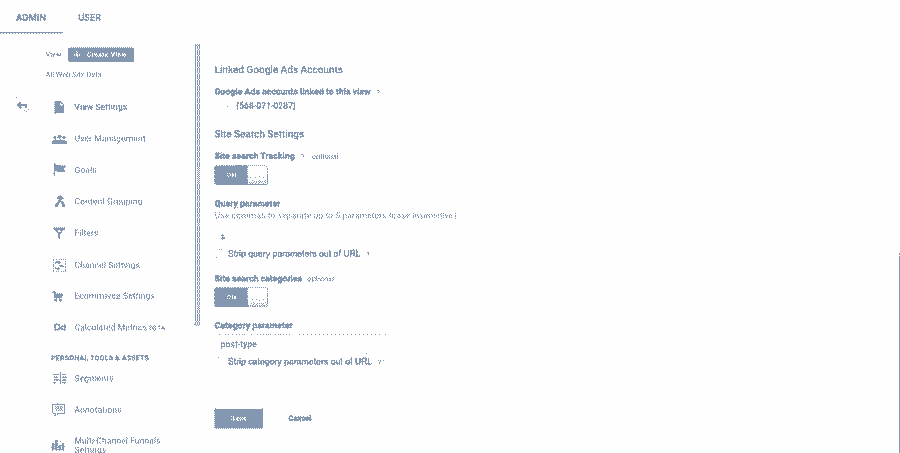 ADMIN USER
View Create View
All Web Site Data
View Settings
User Management
Goals
Content Grouping
Filters
Channel Settings
Ecommerce Settings
Calculated Metrics BETA
PERSONAL TOOLS & ASSETS
Segments
Annotations
Multi-Channel Funnels
Settings
Linked Google Ads Accounts
Google Ads accounts linked to this view ?
(568-071-0287)
Site Search Settings
Site search Tracking ? optional
On
Query parameter
Use commas to separate up to 5 parameters (case insensitive)
s
Strip query parameters out of URL ?
Site search categories optional
On
Category parameter
post-type
Strip category parameters out of URL ?
Save Cancel